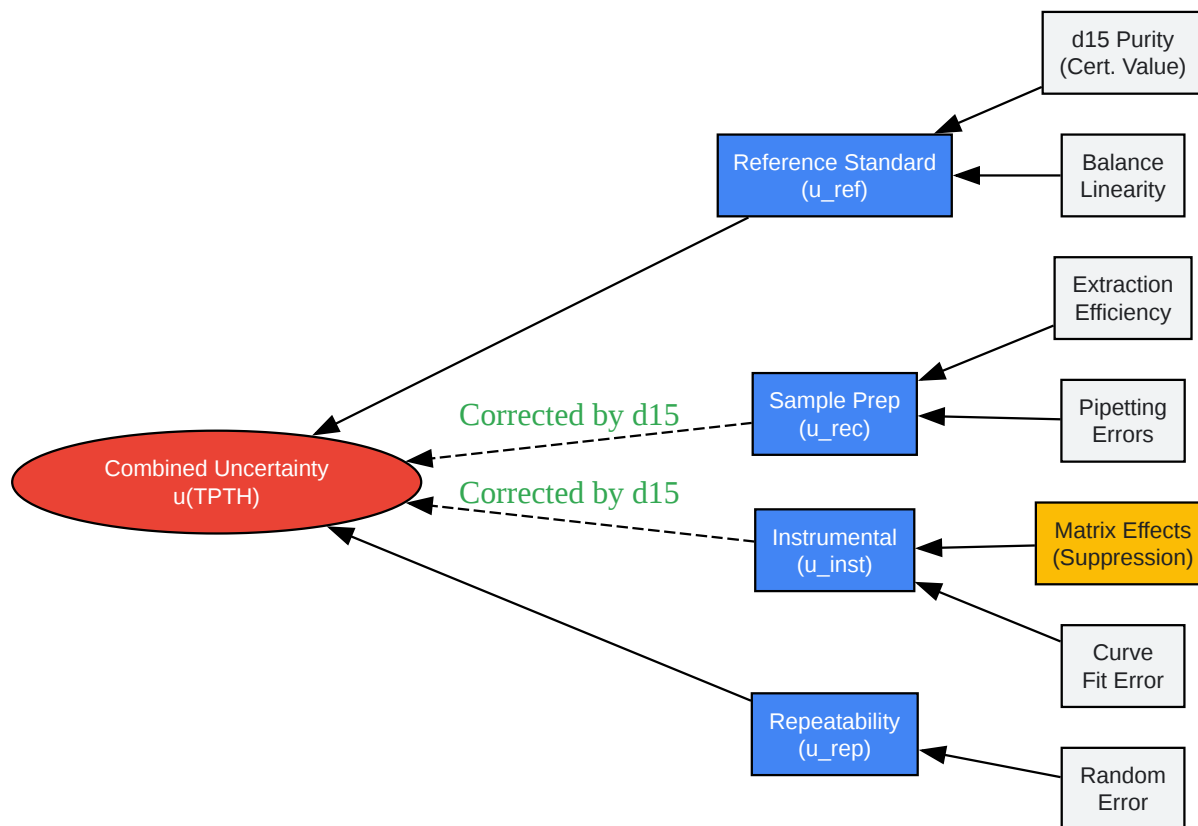 d15 Purity
(Cert. Value)
Reference Standard
(u_ref)
Balance
Linearity
Extraction
Efficiency
Sample Prep
(u_rec)
Corrected by d15
Pipetting
Errors
Combined Uncertainty
u(TPTH)
Corrected by d15
Instrumental
(u_inst)
Matrix Effects
(Suppression)
Curve
Fit Error
Repeatability
(u_rep)
Random
Error